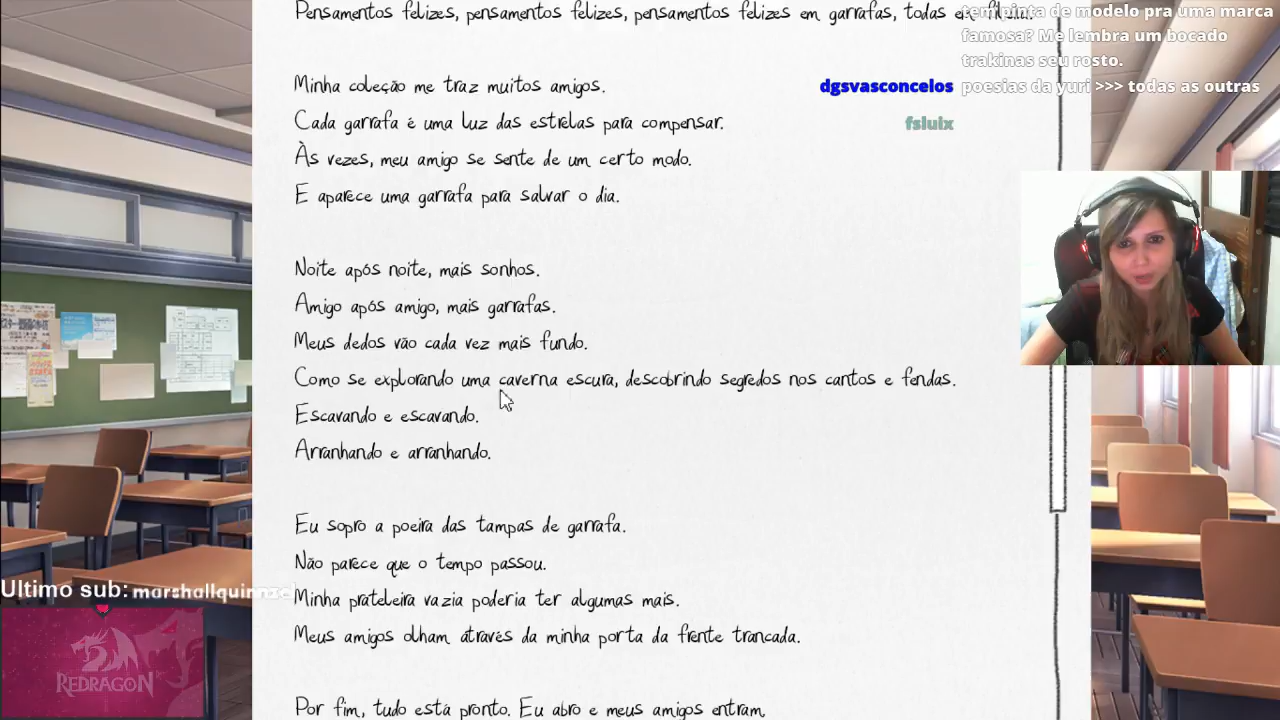 Pensamentos felizes, pensamentos felizes, pensamentos felizes em garrafas, todas em
Minha coleção me traz muitos amigos.
Cada garrafa é uma luz das estrelas para compensar.
Às vezes, meu amigo se sente de um certo modo.
E aparece uma garrafa para salvar o dia.
Noite após noite, mais sonhos.
Amigo após amigo, mais garrafas.
Meus dedos vão cada vez mais fundo.
Como se explorando uma caverna escura, descobrindo segredos nos cantos e fendas.
Escavando e escavando.
Arranhando e arranhando.
Eu sopro a poeira das tampas de garrafa.
Não parece que o tempo passou.
Minha prateleira vazia poderia ter algumas mais.
Meus amigos olham através da minha porta da frente trancada.
Por fim, tudo está pronto. Eu abro e meus amigos entram,
tem pinta de modelo pra uma marca
famosa? Me lembra um bocado
trakinas seu rosto.
dgsvasconcelos poesias da yuri >>> todas as outras
fsluix
Ultimo sub:
REDRAGON